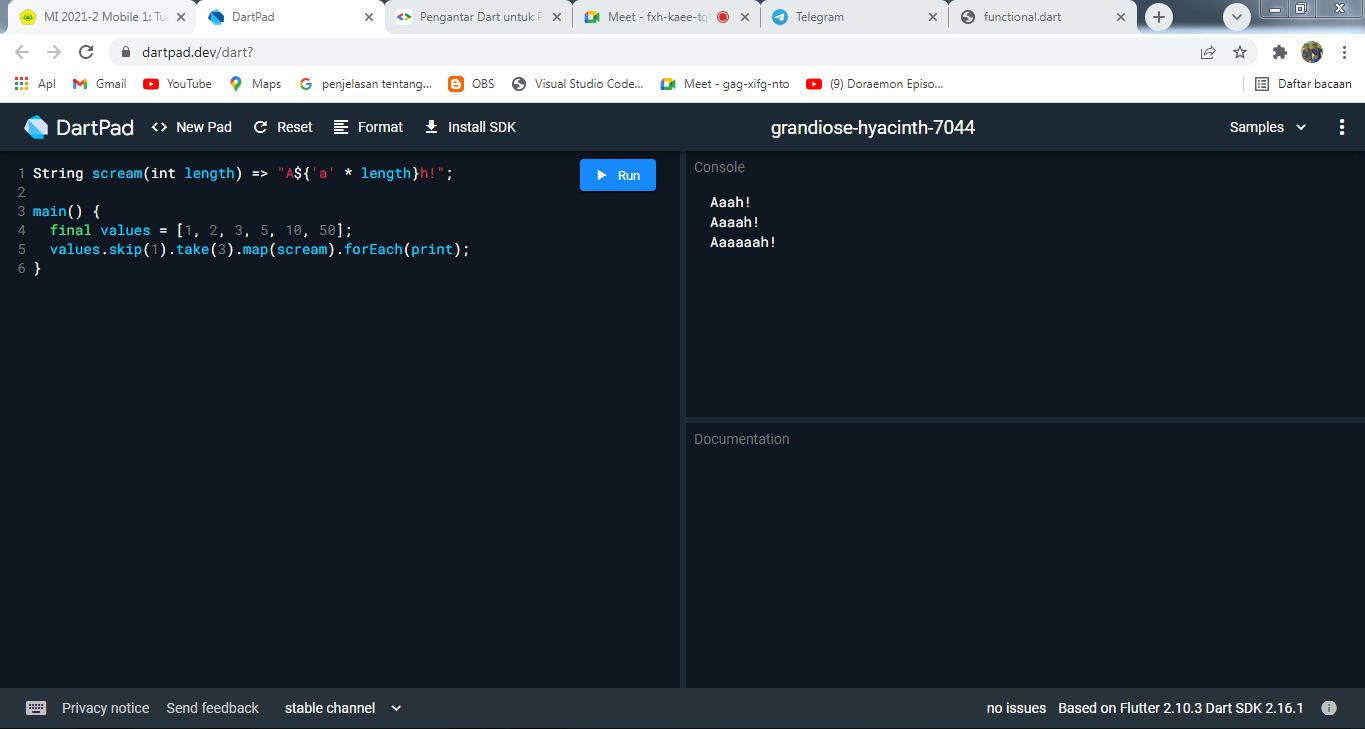 MI 2021-2 Mobile 1: Tu
DartPad
Pengantar Dart untuk P
Meet - fxh-kaee-tq
Telegram
functional.dart
dartpad.dev/dart?
Apl
Gmail
YouTube
Maps
penjelasan tentang...
OBS
Visual Studio Code...
Meet - gag-xifg-nto
(9) Doraemon Episo...
Daftar bacaan
DartPad
<> New Pad
Reset
Format
Install SDK
grandiose-hyacinth-7044
Samples
1 String scream(int length) => "A${'a' * length}h!";
2
3 main() {
4 final values = [1, 2, 3, 5, 10, 50];
5 values.skip(1).take(3).map(scream).forEach(print);
6 }
Run
Console
Aaah!
Aaaah!
Aaaaaah!
Documentation
Privacy notice
Send feedback
stable channel
no issues
Based on Flutter 2.10.3 Dart SDK 2.16.1